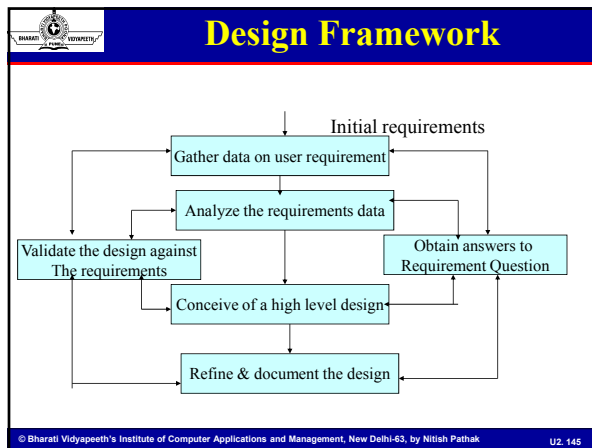 BHARATI
VIDYAPEETH
PUNE
Design Framework
Initial requirements
Gather data on user requirement
Analyze the requirements data
Validate the design against
The requirements
Obtain answers to
Requirement Question
Conceive of a high level design
Refine & document the design
© Bharati Vidyapeeth's Institute of Computer Applications and Management, New Delhi-63, by Nitish Pathak
U2. 145